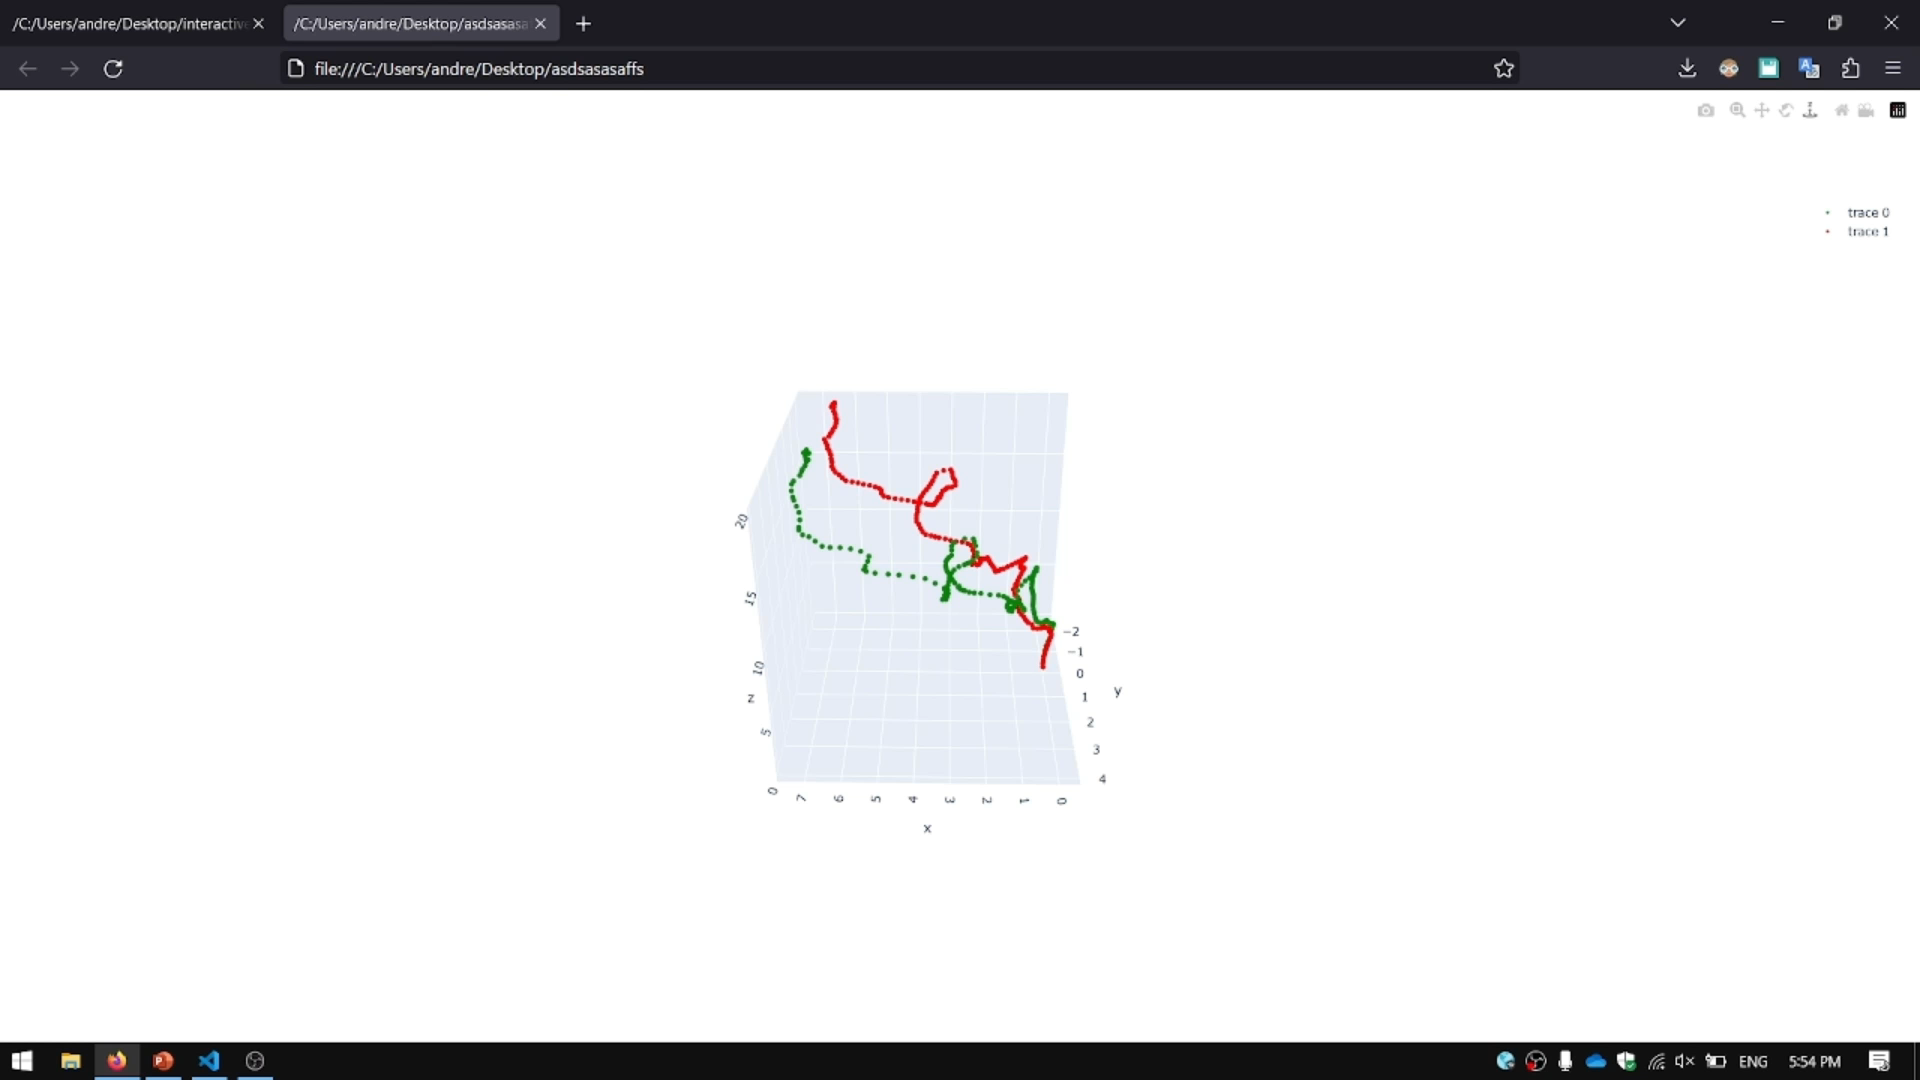 /C:/Users/andre/Desktop/interactiv
/C:/Users/andre/Desktop/asdsasasa
file:///C:/Users/andre/Desktop/asdsasasaffs
trace 0
trace 1
20
15
10
z
5
0
7
6
5
4
3
2
1
0
x
−2
−1
0
1
y
2
3
4
ENG
5:54 PM